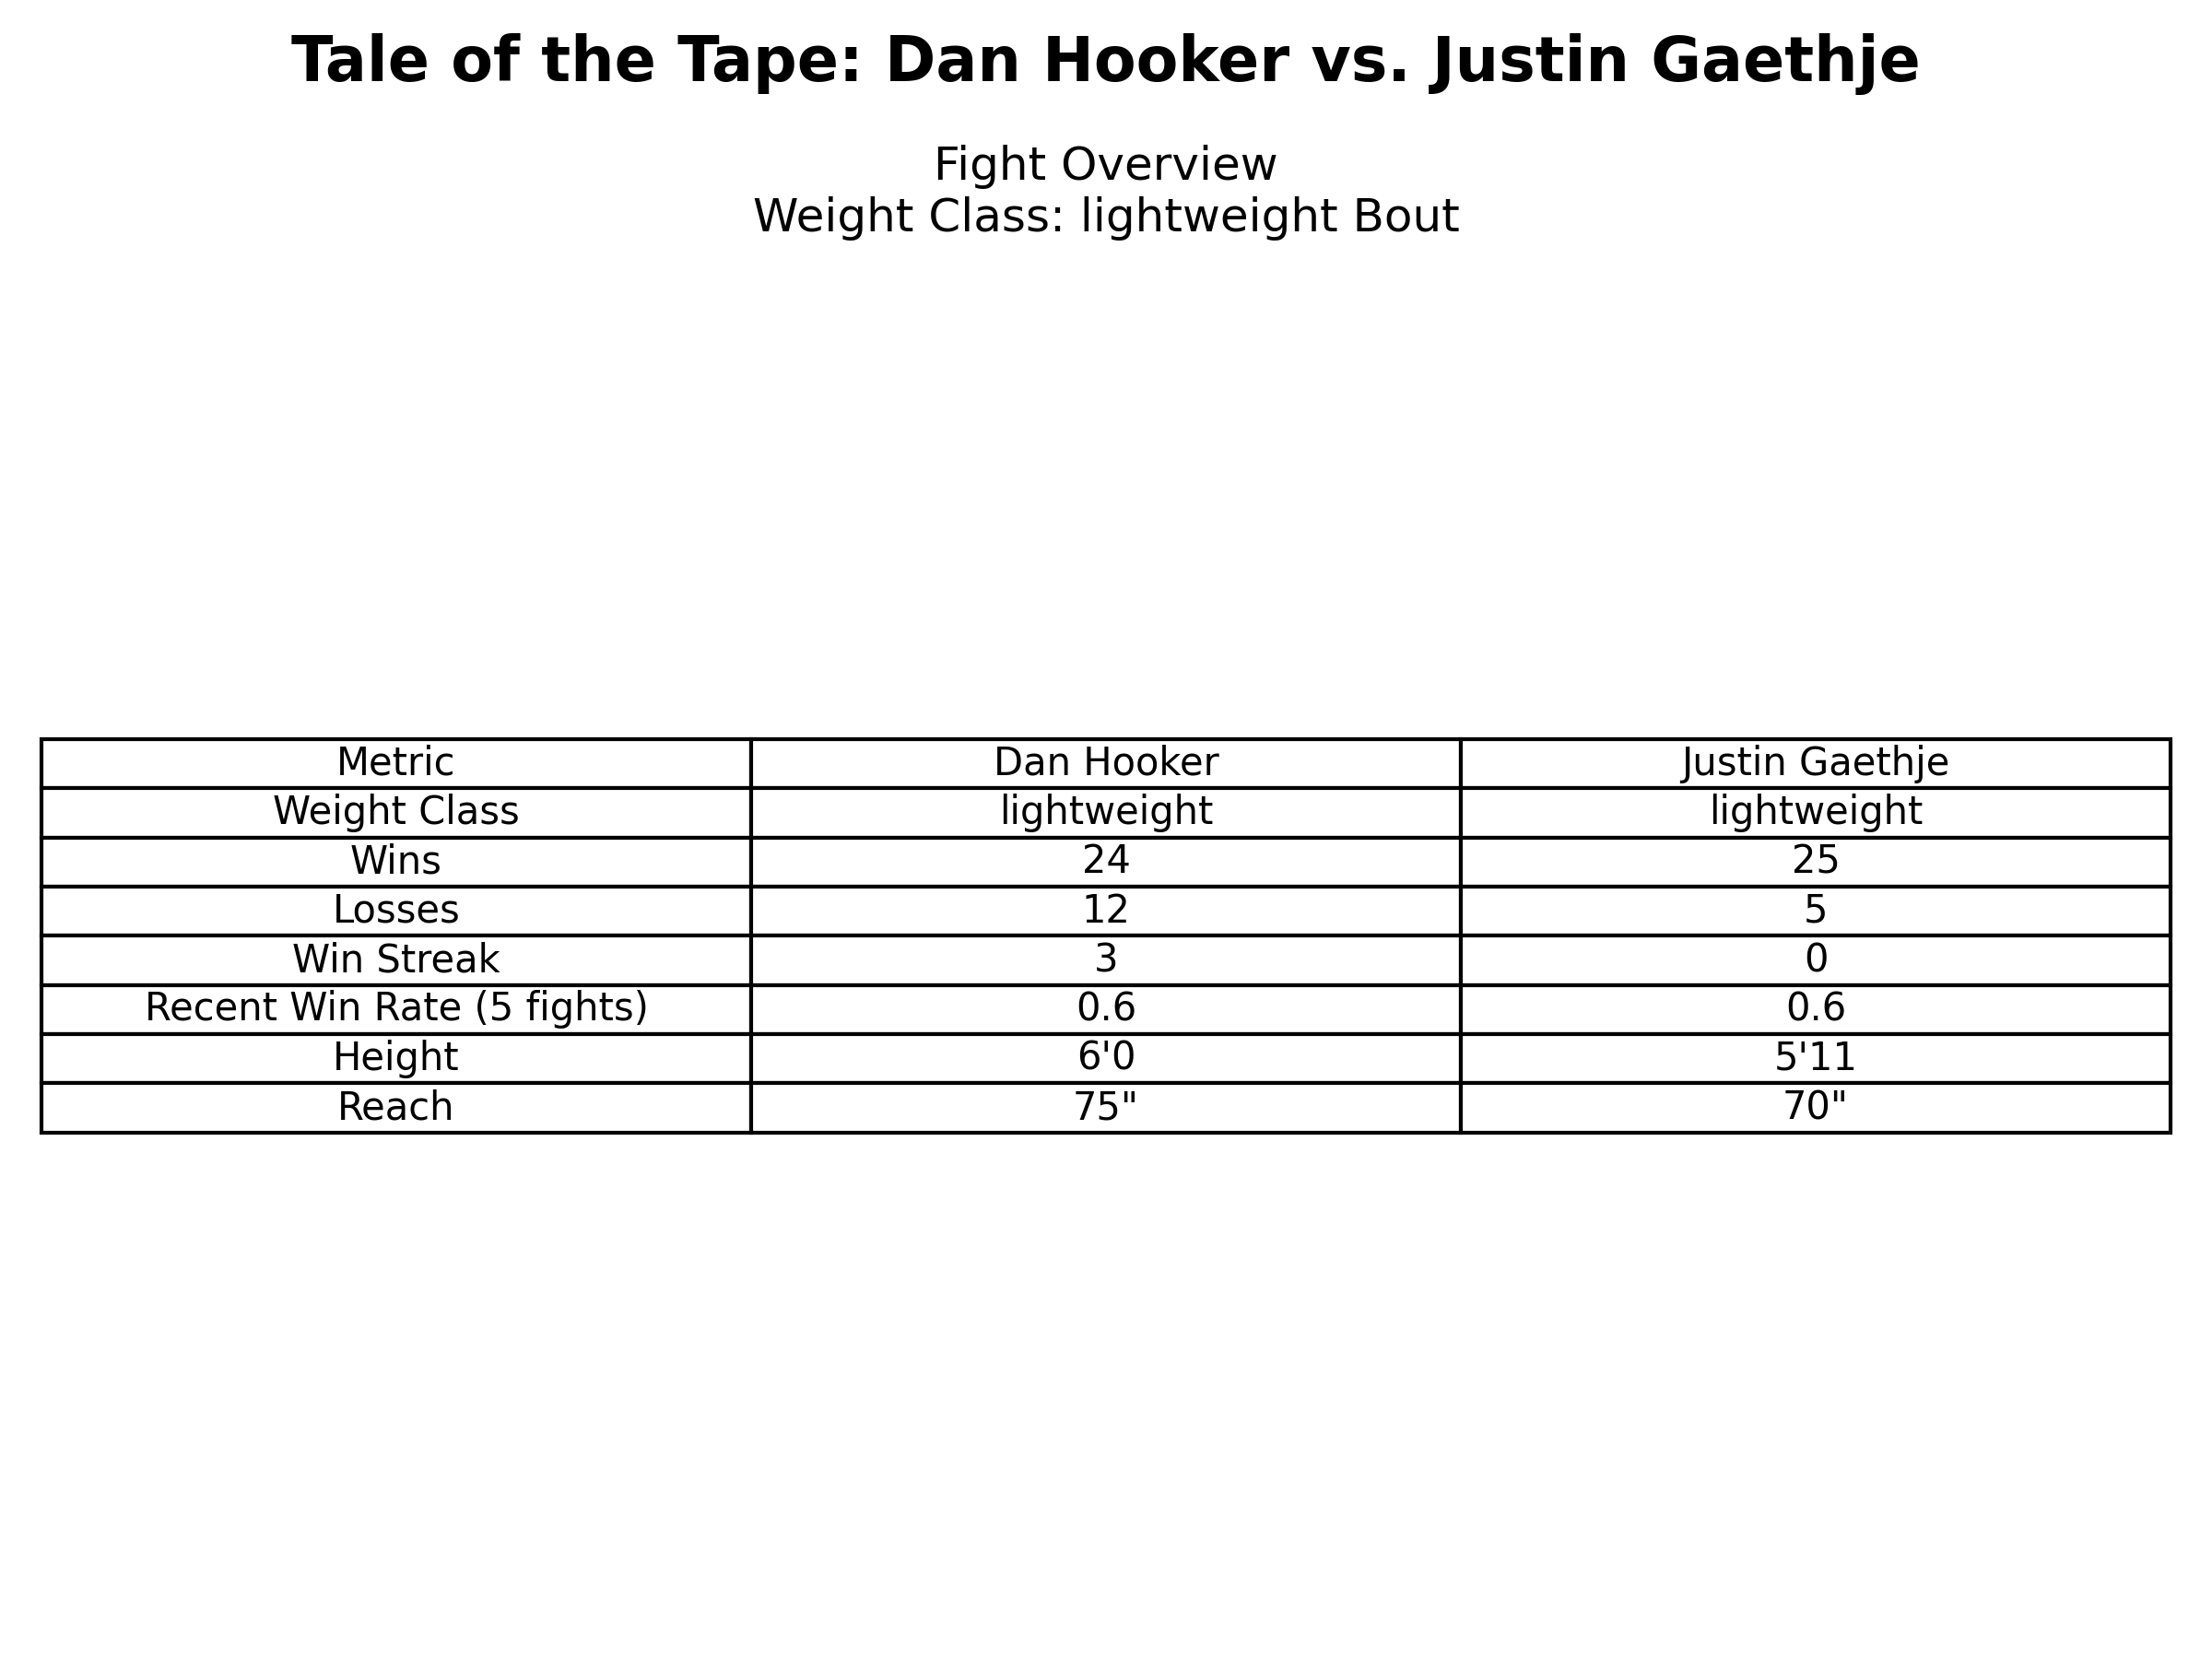 Tale of the Tape: Dan Hooker vs. Justin Gaethje
Fight Overview
Weight Class: lightweight Bout
Metric Dan Hooker Justin Gaethje
Weight Class lightweight lightweight
Wins 24 25
Losses 12 5
Win Streak 3 0
Recent Win Rate (5 fights) 0.6 0.6
Height 6'0 5'11
Reach 75" 70"